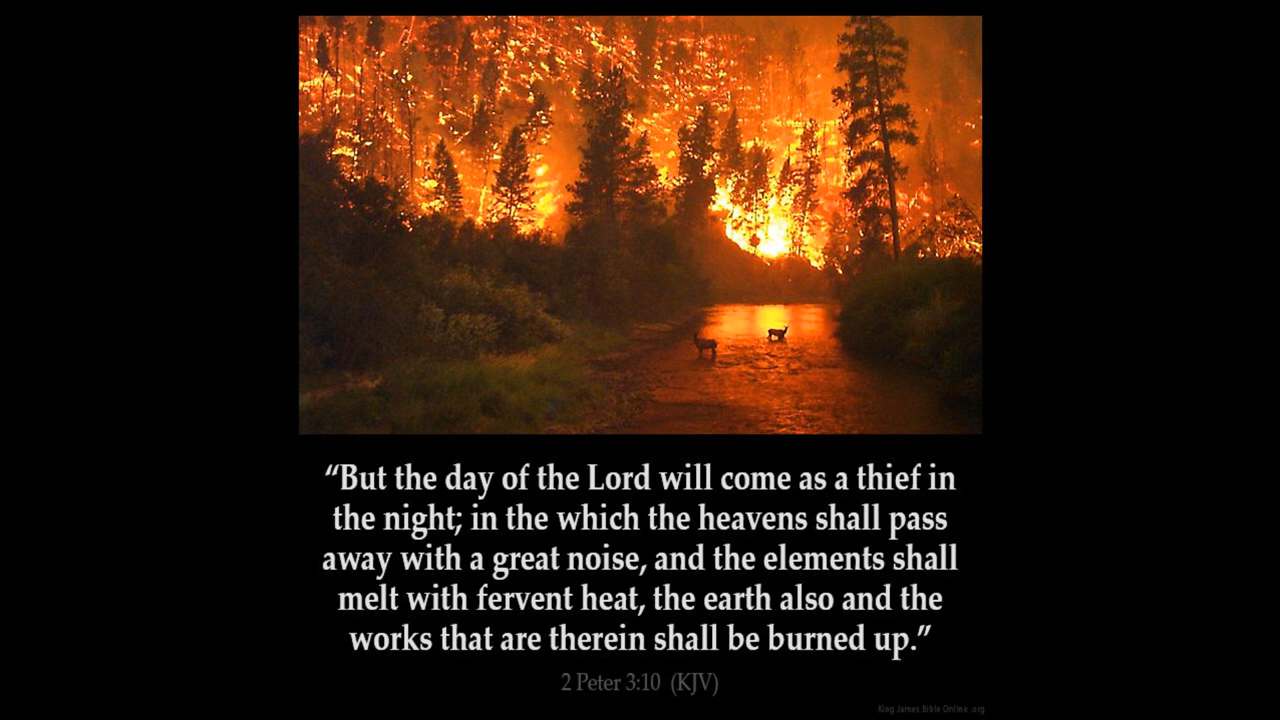 “But the day of the Lord will come as a thief in
the night; in the which the heavens shall pass
away with a great noise, and the elements shall
melt with fervent heat, the earth also and the
works that are therein shall be burned up.”
2 Peter 3:10 (KJV)
King James Bible Online .org